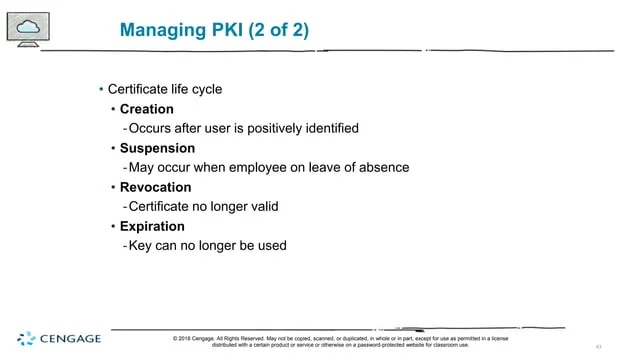 Managing PKI (2 of 2)
• Certificate life cycle
• Creation
-Occurs after user is positively identified
• Suspension
-May occur when employee on leave of absence
• Revocation
-Certificate no longer valid
• Expiration
-Key can no longer be used
CENGAGE
© 2018 Cengage. All Rights Reserved. May not be copied, scanned, or duplicated, in whole or in part, except for use as permitted in a license
distributed with a certain product or service or otherwise on a password-protected website for classroom use.
43